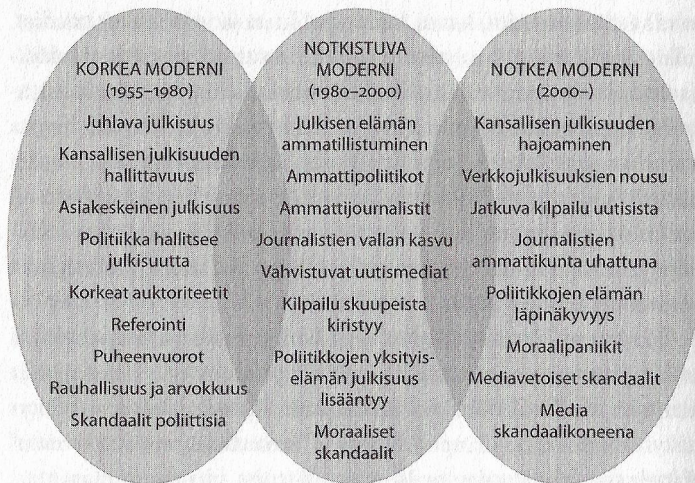 KORKEA MODERNI
(1955–1980)
Juhlava julkisuus
Kansallisen julkisuuden
hallittavuus
Asiakeskeinen julkisuus
Politiikka hallitsee
julkisuutta
Korkeat auktoriteetit
Referointi
Puheenvuorot
Rauhallisuus ja arvokkuus
Skandaalit poliittisia
NOTKISTUVA
MODERNI
(1980–2000)
Julkisen elämän
ammatillistuminen
Ammattipoliitikot
Ammattijournalistit
Journalistien vallan kasvu
Vahvistuvat uutismediat
Kilpailu skuupeista
kiristyy
Poliitikkojen yksityis-
elämän julkisuus
lisääntyy
Moraaliset
skandaalit
NOTKEA MODERNI
(2000–)
Kansallisen julkisuuden
hajoaminen
Verkkojulkisuuksien nousu
Jatkuva kilpailu uutisista
Journalistien
ammattikunta uhattuna
Poliitikkojen elämän
läpinäkyvyys
Moraalipaniikit
Mediavetoiset skandaalit
Media
skandaalikoneena